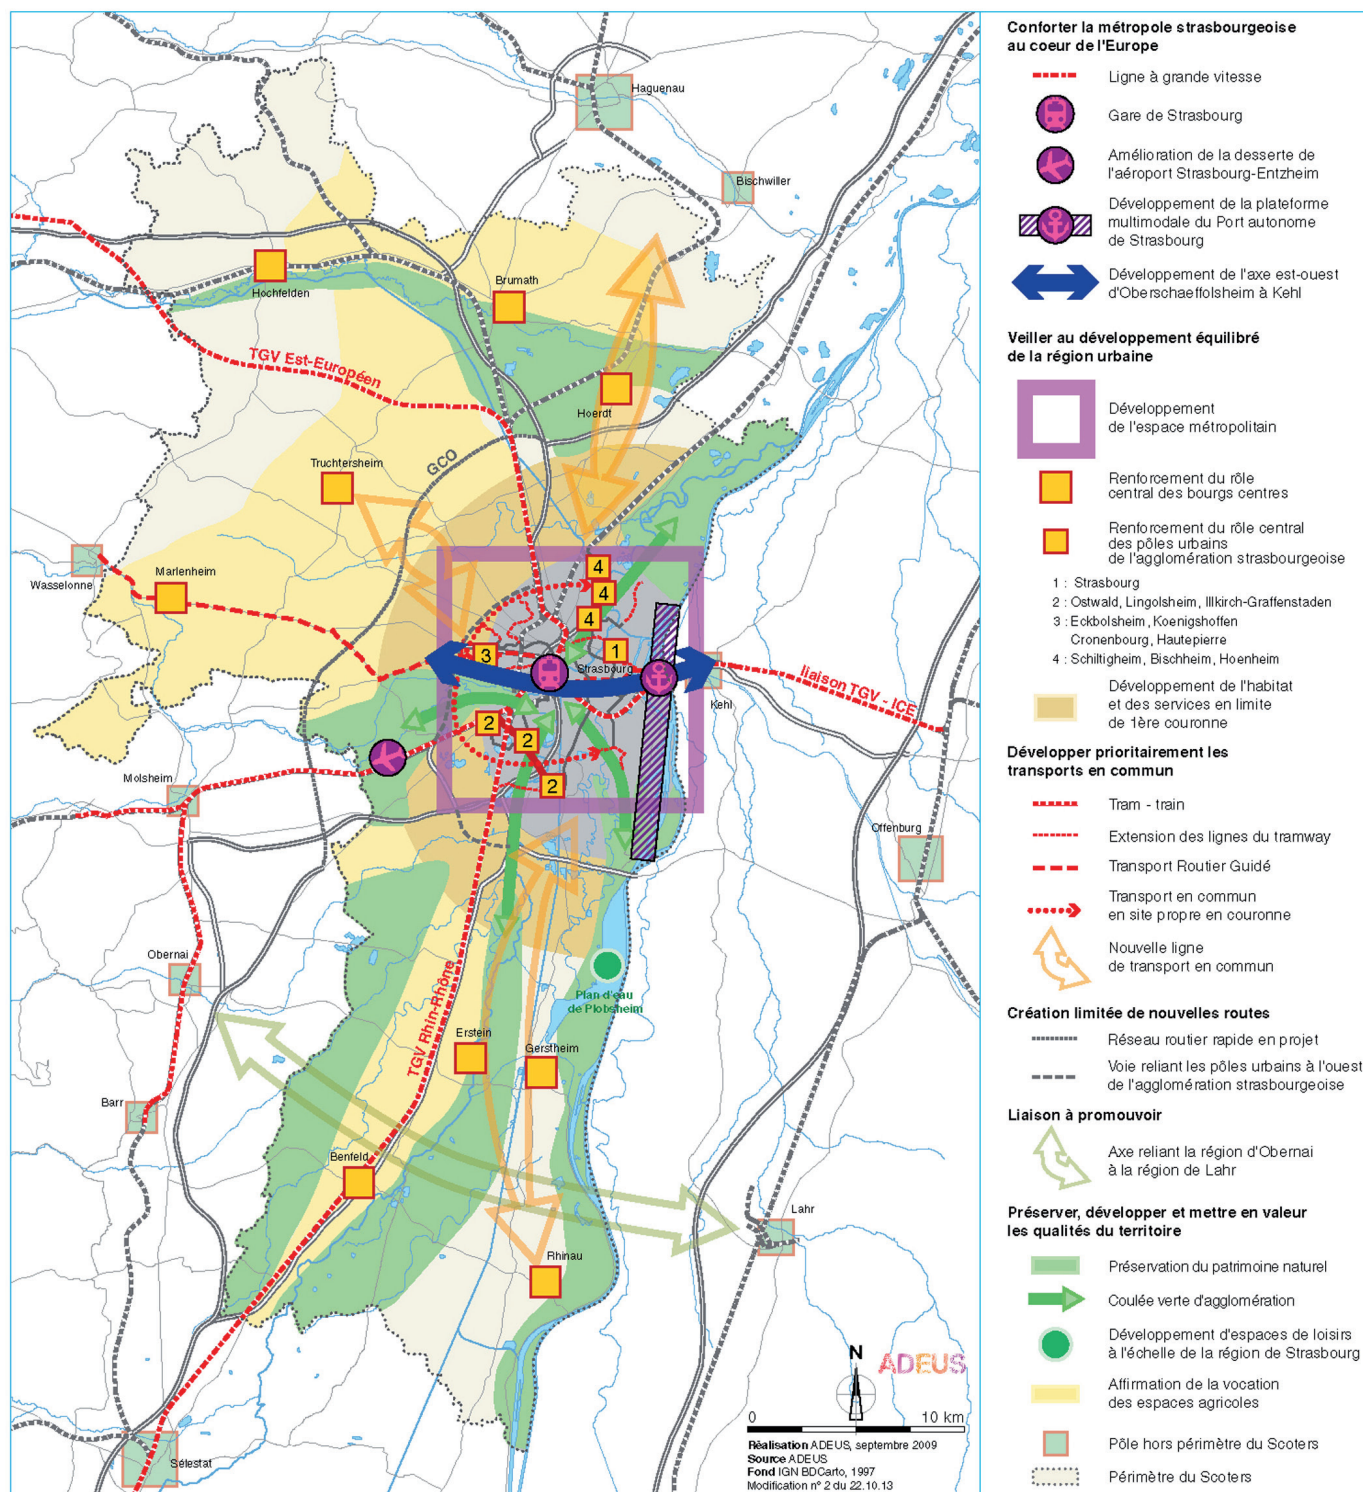 Haguenau
Bischwiller
Hochfelden
Brumath
TGV Est-Européen
Hoerdt
GCO
Truchtersheim
Wasselonne
Marlenheim
4
4
4
3
1
Strasbourg
liaison TGV - ICE
Kehl
2
2
2
Molsheim
Offenburg
Obernai
Plan d'eau
de Plobsheim
TGV Rhin-Rhône
Erstein
Gerstheim
Barr
Benfeld
Lahr
Rhinau
Sélestat
N
ADEUS
0 10 km
Réalisation ADEUS, septembre 2009
Source ADEUS
Fond IGN BDCarto, 1997
Modification n° 2 du 22.10.13
Conforter la métropole strasbourgeoise
au coeur de l'Europe
Ligne à grande vitesse
Gare de Strasbourg
Amélioration de la desserte de
l'aéroport Strasbourg-Entzheim
Développement de la plateforme
multimodale du Port autonome
de Strasbourg
Développement de l'axe est-ouest
d'Oberschaeffolsheim à Kehl
Veiller au développement équilibré
de la région urbaine
Développement
de l'espace métropolitain
Renforcement du rôle
central des bourgs centres
Renforcement du rôle central
des pôles urbains
de l'agglomération strasbourgeoise
1 : Strasbourg
2 : Ostwald, Lingolsheim, Illkirch-Graffenstaden
3 : Eckbolsheim, Koenigshoffen
Cronenbourg, Hautepierre
4 : Schiltigheim, Bischheim, Hoenheim
Développement de l'habitat
et des services en limite
de 1ère couronne
Développer prioritairement les
transports en commun
Tram - train
Extension des lignes du tramway
Transport Routier Guidé
Transport en commun
en site propre en couronne
Nouvelle ligne
de transport en commun
Création limitée de nouvelles routes
Réseau routier rapide en projet
Voie reliant les pôles urbains à l'ouest
de l'agglomération strasbourgeoise
Liaison à promouvoir
Axe reliant la région d'Obernai
à la région de Lahr
Préserver, développer et mettre en valeur
les qualités du territoire
Préservation du patrimoine naturel
Coulée verte d'agglomération
Développement d'espaces de loisirs
à l'échelle de la région de Strasbourg
Affirmation de la vocation
des espaces agricoles
Pôle hors périmètre du Scoters
Périmètre du Scoters